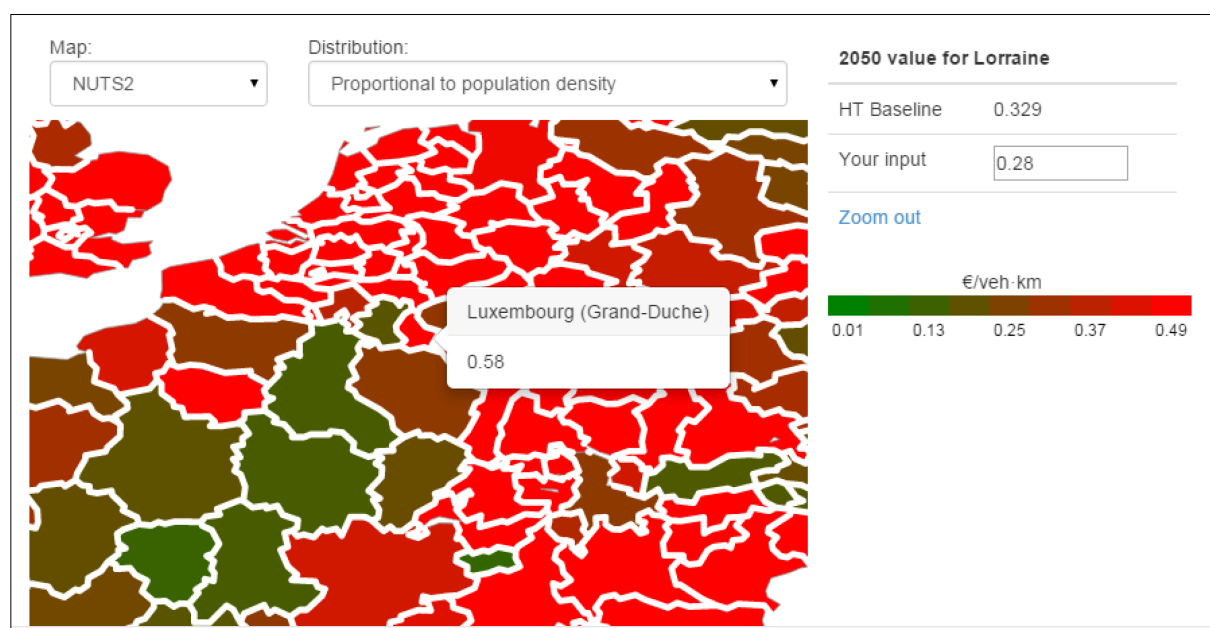 Map:
Distribution:
NUTS2
Proportional to population density
2050 value for Lorraine
HT Baseline 0.329
Your input 0.28
Zoom out
€/veh·km
0.01 0.13 0.25 0.37 0.49
Luxembourg (Grand-Duche)
0.58